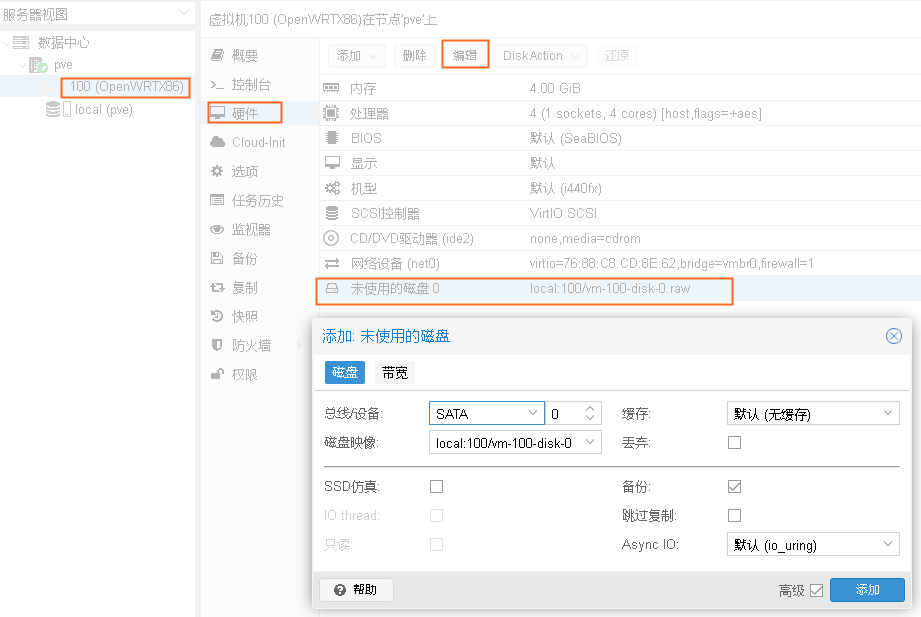 服务器视图
数据中心
pve
100 (OpenWRTX86)
local (pve)
虚拟机100 (OpenWRTX86)在节点'pve'上
添加 删除 编辑 DiskAction 还原
概要
控制台
硬件
Cloud-Init
选项
任务历史
监视器
备份
复制
快照
防火墙
权限
内存 4.00 GiB
处理器 4 (1 sockets, 4 cores) [host,flags=+aes]
BIOS 默认 (SeaBIOS)
显示 默认
机型 默认 (i440fx)
SCSI控制器 VirtIO SCSI
CD/DVD驱动器 (ide2) none,media=cdrom
网络设备 (net0) virtio=76:88:C8:CD:8E:62,bridge=vmbr0,firewall=1
未使用的磁盘 0 local:100/vm-100-disk-0.raw
添加: 未使用的磁盘
磁盘 带宽
总线/设备: SATA 0 缓存: 默认 (无缓存)
磁盘映像: local:100/vm-100-disk-0 丢弃:
SSD仿真: 备份:
IO thread: 跳过复制:
只读: Async IO: 默认 (io_uring)
帮助 高级 添加